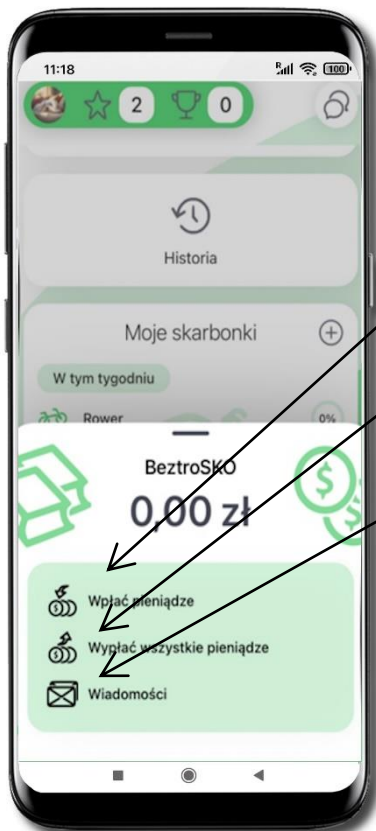 11:18
R
100
2
0
Historia
Moje skarbonki
W tym tygodniu
Rower
0%
BeztroSKO
0,00 zł
Wpłać pieniądze
Wypłać wszystkie pieniądze
Wiadomości